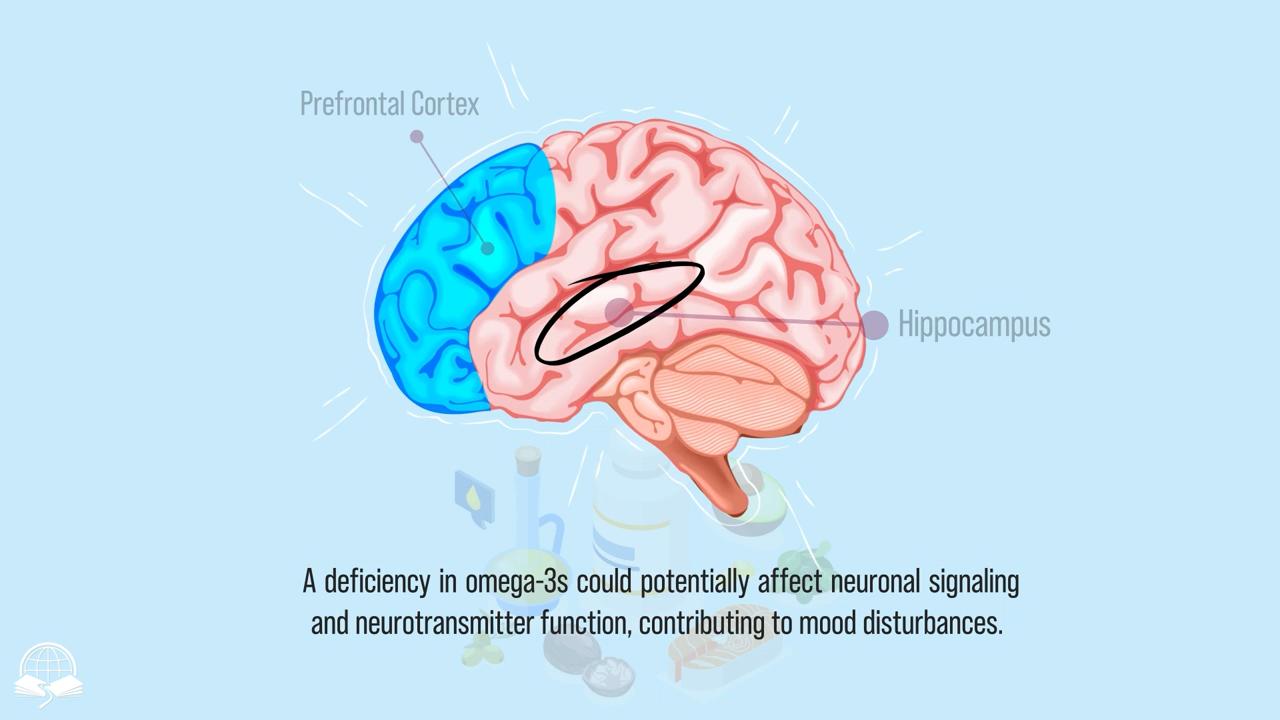 Prefrontal Cortex
Hippocampus
A deficiency in omega-3s could potentially affect neuronal signaling
and neurotransmitter function, contributing to mood disturbances.